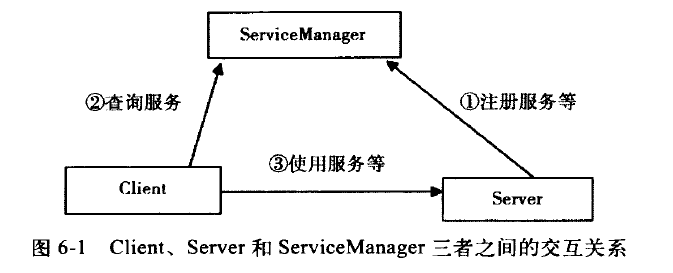 ServiceManager
②查询服务
①注册服务等
③使用服务等
Client
Server
图 6-1 Client、Server 和 ServiceManager 三者之间的交互关系